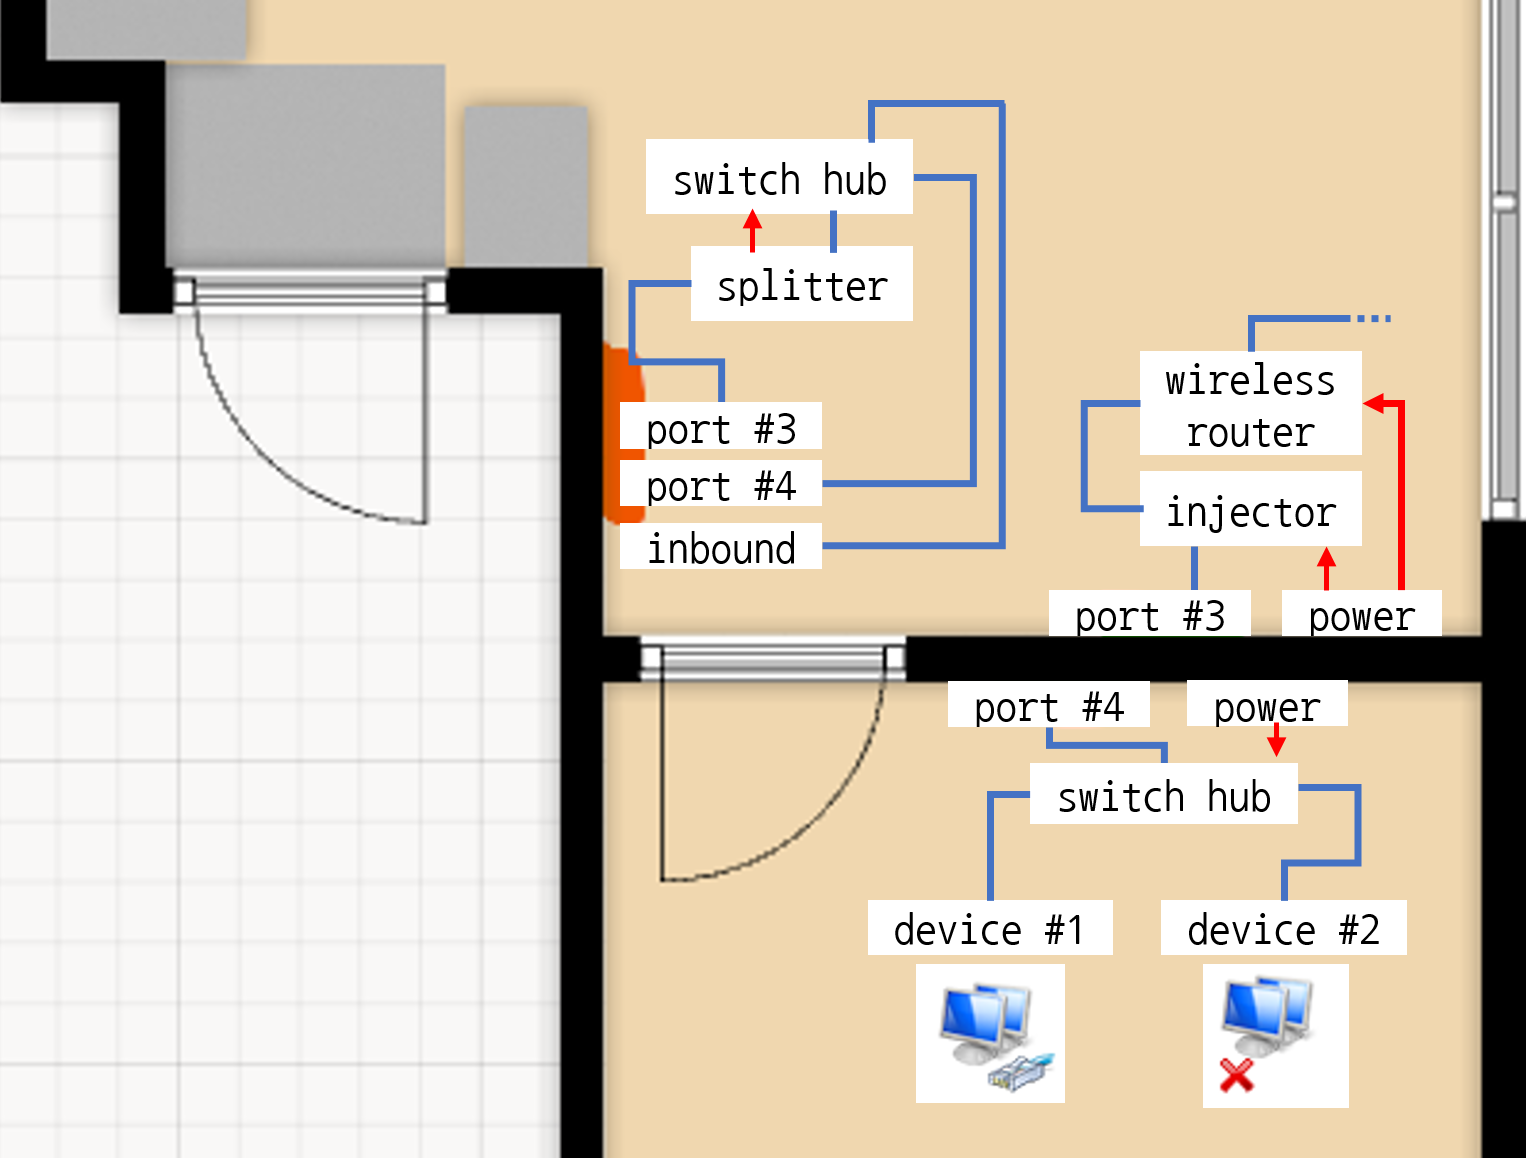 switch hub
splitter
wireless
router
port #3
port #4
injector
inbound
port #3
power
port #4
power
switch hub
device #1
device #2